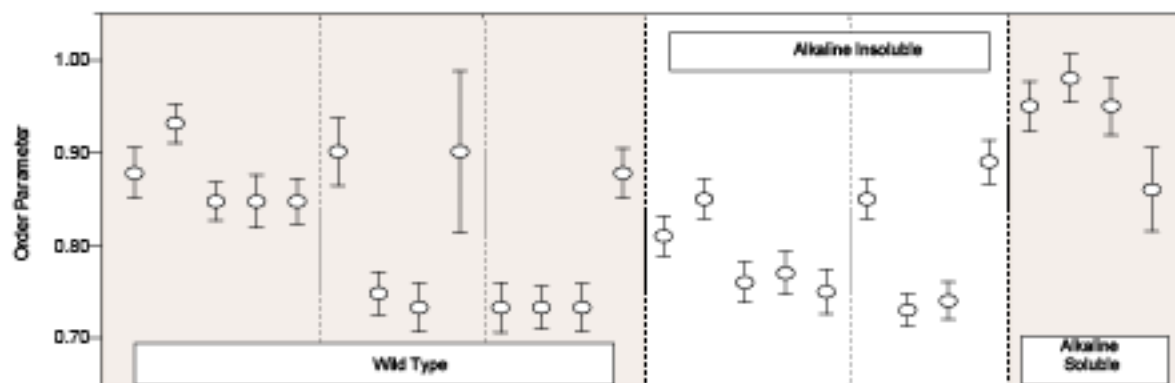 Alkaline Insoluble
1.00
0.90
0.80
0.70
Order Parameter
Wild Type
Alkaline
Soluble